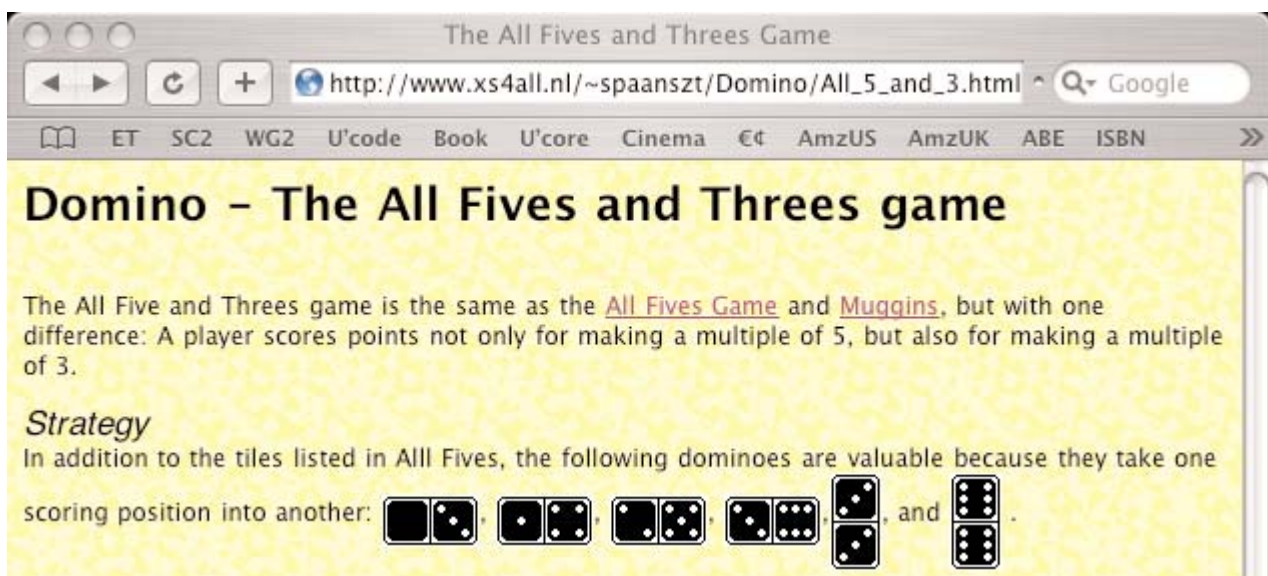 The All Fives and Threes Game
http://www.xs4all.nl/~spaanszt/Domino/All_5_and_3.html
Google
ET SC2 WG2 U'code Book U'core Cinema €¢ AmzUS AmzUK ABE ISBN
Domino – The All Fives and Threes game
The All Five and Threes game is the same as the All Fives Game and Muggins, but with one
difference: A player scores points not only for making a multiple of 5, but also for making a multiple
of 3.
Strategy
In addition to the tiles listed in Alll Fives, the following dominoes are valuable because they take one
scoring position into another: , , , , , and .